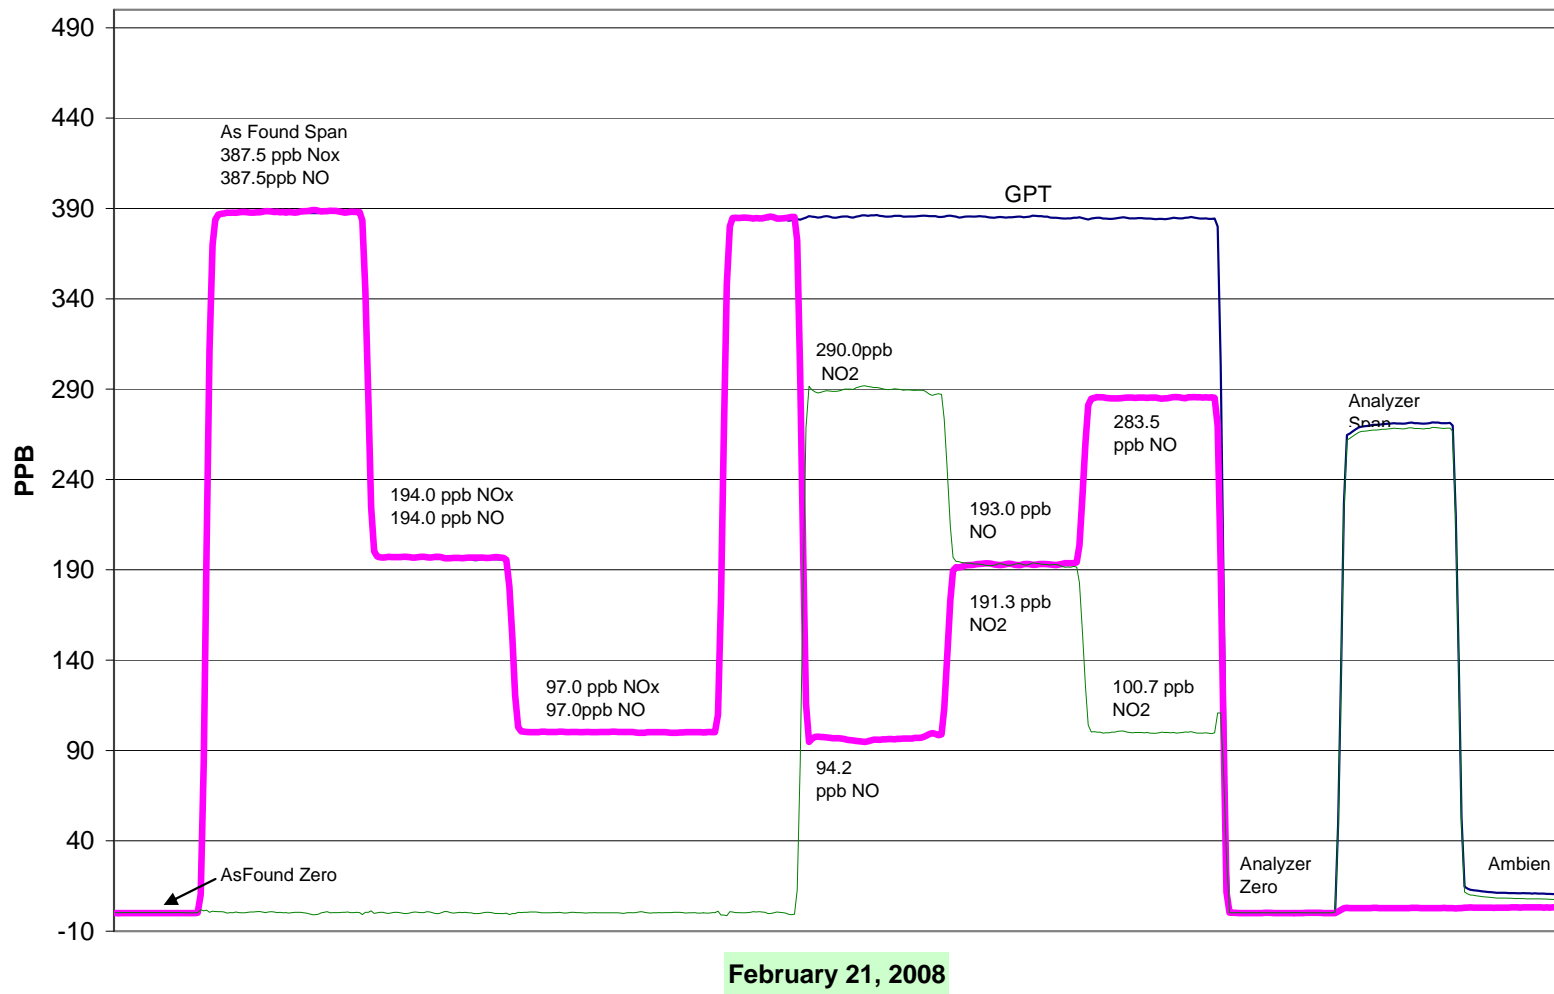 490
440
390
340
290
240
190
140
90
40
-10
PPB
As Found Span
387.5 ppb Nox
387.5ppb NO
194.0 ppb NOx
194.0 ppb NO
97.0 ppb NOx
97.0ppb NO
AsFound Zero
GPT
290.0ppb
NO2
94.2
ppb NO
193.0 ppb
NO
191.3 ppb
NO2
283.5
ppb NO
100.7 ppb
NO2
Analyzer
Zero
Analyzer
Span
Ambien
February 21, 2008